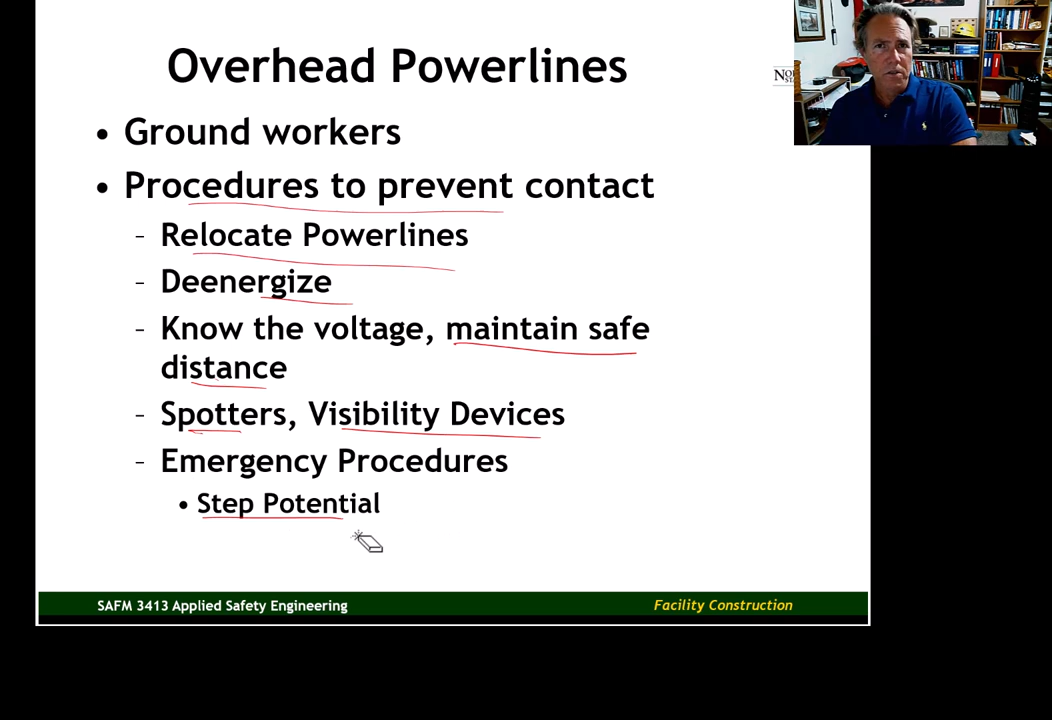 Overhead Powerlines
• Ground workers
• Procedures to prevent contact
– Relocate Powerlines
– Deenergize
– Know the voltage, maintain safe
distance
– Spotters, Visibility Devices
– Emergency Procedures
• Step Potential
SAFM 3413 Applied Safety Engineering
Facility Construction